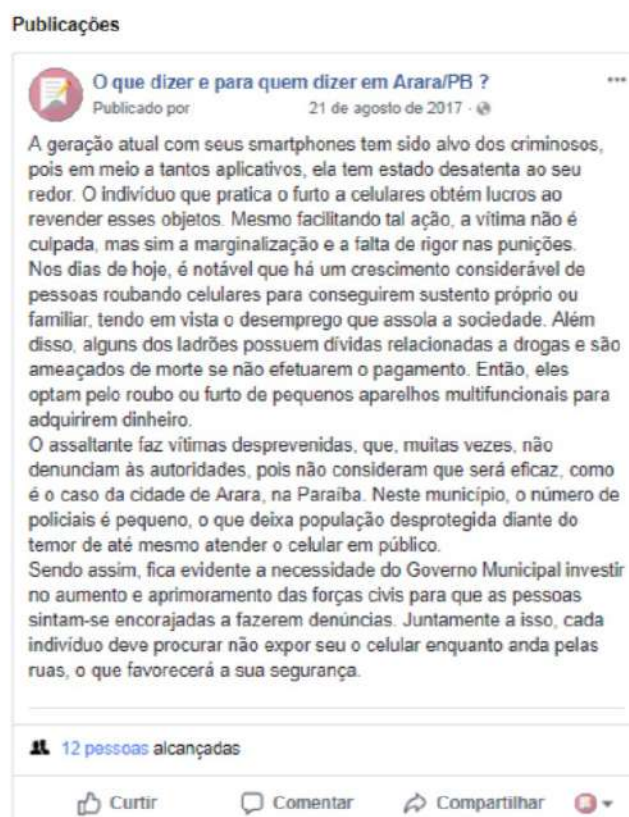 Publicações
O que dizer e para quem dizer em Arara/PB ?
Publicado por 21 de agosto de 2017
A geração atual com seus smartphones tem sido alvo dos criminosos,
pois em meio a tantos aplicativos, ela tem estado desatenta ao seu
redor. O indivíduo que pratica o furto a celulares obtém lucros ao
revender esses objetos. Mesmo facilitando tal ação, a vítima não é
culpada, mas sim a marginalização e a falta de rigor nas punições.
Nos dias de hoje, é notável que há um crescimento considerável de
pessoas roubando celulares para conseguirem sustento próprio ou
familiar, tendo em vista o desemprego que assola a sociedade. Além
disso, alguns dos ladrões possuem dívidas relacionadas a drogas e são
ameaçados de morte se não efetuarem o pagamento. Então, eles
optam pelo roubo ou furto de pequenos aparelhos multifuncionais para
adquirirem dinheiro.
O assaltante faz vítimas desprevenidas, que, muitas vezes, não
denunciam às autoridades, pois não consideram que será eficaz, como
é o caso da cidade de Arara, na Paraíba. Neste município, o número de
policiais é pequeno, o que deixa população desprotegida diante do
temor de até mesmo atender o celular em público.
Sendo assim, fica evidente a necessidade do Governo Municipal investir
no aumento e aprimoramento das forças civis para que as pessoas
sintam-se encorajadas a fazerem denúncias. Juntamente a isso, cada
indivíduo deve procurar não expor seu o celular enquanto anda pelas
ruas, o que favorecerá a sua segurança.
12 pessoas alcançadas
Curtir Comentar Compartilhar